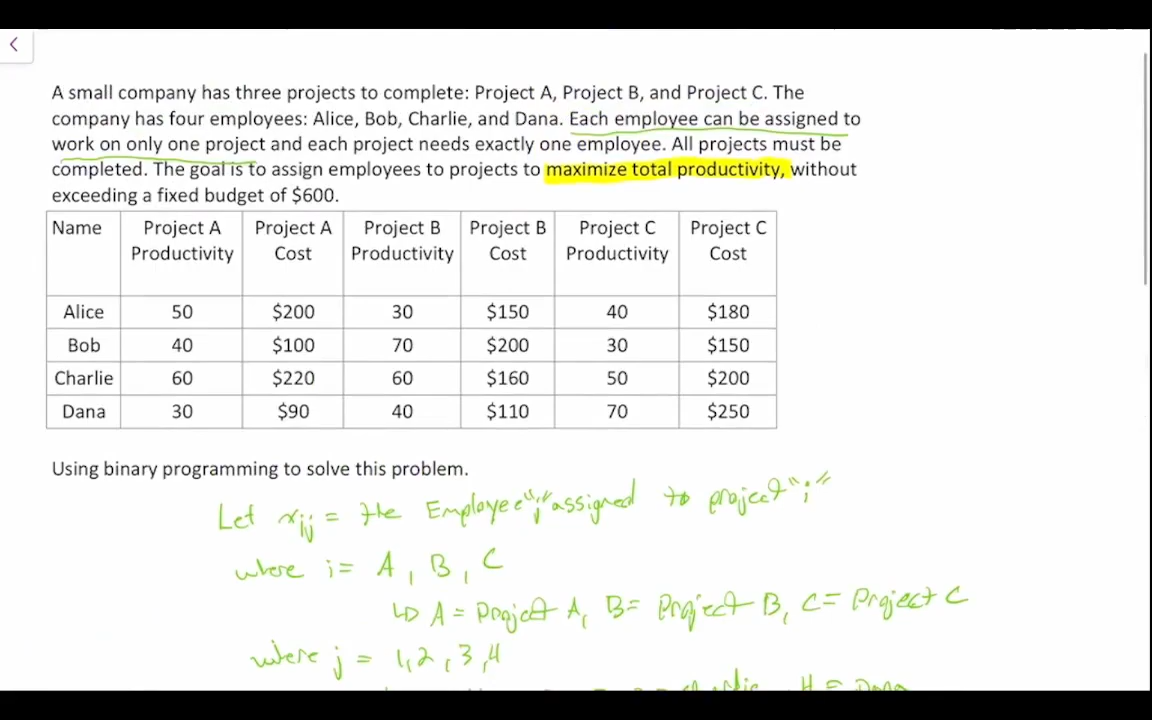 A small company has three projects to complete: Project A, Project B, and Project C. The
company has four employees: Alice, Bob, Charlie, and Dana. Each employee can be assigned to
work on only one project and each project needs exactly one employee. All projects must be
completed. The goal is to assign employees to projects to maximize total productivity, without
exceeding a fixed budget of $600.
Name Project A Productivity Project A Cost Project B Productivity Project B Cost Project C Productivity Project C Cost
Alice 50 $200 30 $150 40 $180
Bob 40 $100 70 $200 30 $150
Charlie 60 $220 60 $160 50 $200
Dana 30 $90 40 $110 70 $250
Using binary programming to solve this problem.
Let xij = the Employee "j" assigned to project "i"
where i = A, B, C
↳ A = Project A, B = Project B, C = Project C
where j = 1, 2, 3, 4
4 = Dana